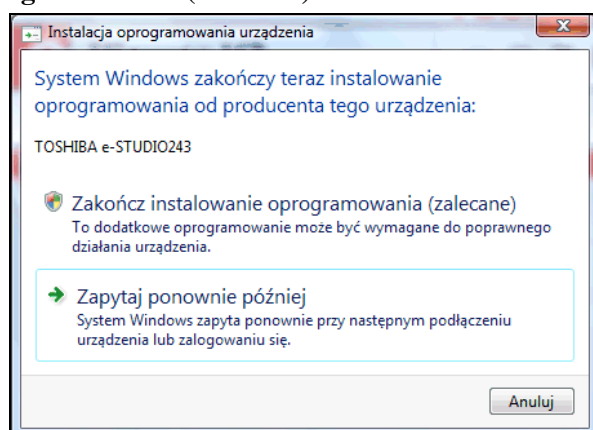 Instalacja oprogramowania urządzenia
System Windows zakończy teraz instalowanie
oprogramowania od producenta tego urządzenia:
TOSHIBA e-STUDIO243
Zakończ instalowanie oprogramowania (zalecane)
To dodatkowe oprogramowanie może być wymagane do poprawnego
działania urządzenia.
Zapytaj ponownie później
System Windows zapyta ponownie przy następnym podłączeniu
urządzenia lub zalogowaniu się.
Anuluj